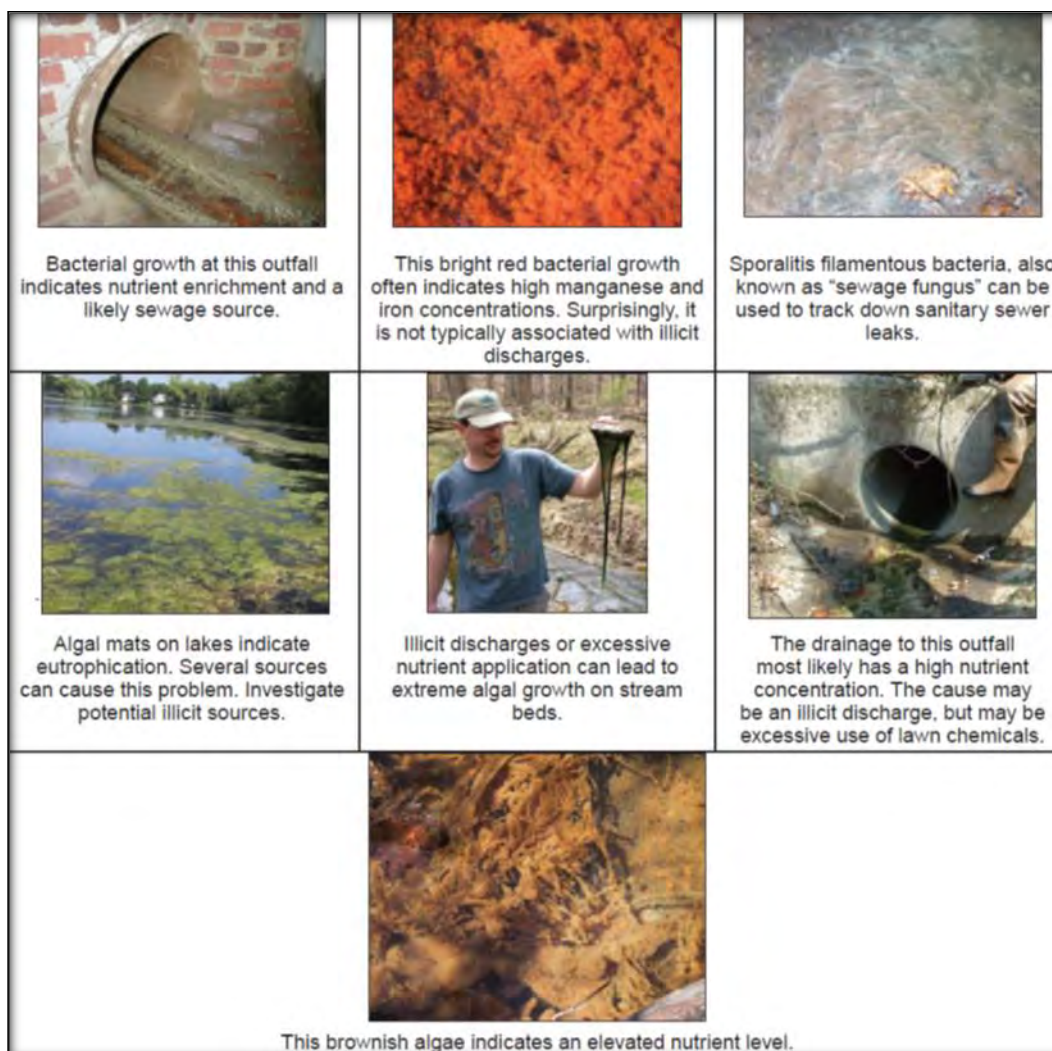 Bacterial growth at this outfall
indicates nutrient enrichment and a
likely sewage source.
This bright red bacterial growth
often indicates high manganese and
iron concentrations. Surprisingly, it
is not typically associated with illicit
discharges.
Sporalitis filamentous bacteria, also
known as “sewage fungus” can be
used to track down sanitary sewer
leaks.
Algal mats on lakes indicate
eutrophication. Several sources
can cause this problem. Investigate
potential illicit sources.
Illicit discharges or excessive
nutrient application can lead to
extreme algal growth on stream
beds.
The drainage to this outfall
most likely has a high nutrient
concentration. The cause may
be an illicit discharge, but may be
excessive use of lawn chemicals.
This brownish algae indicates an elevated nutrient level.